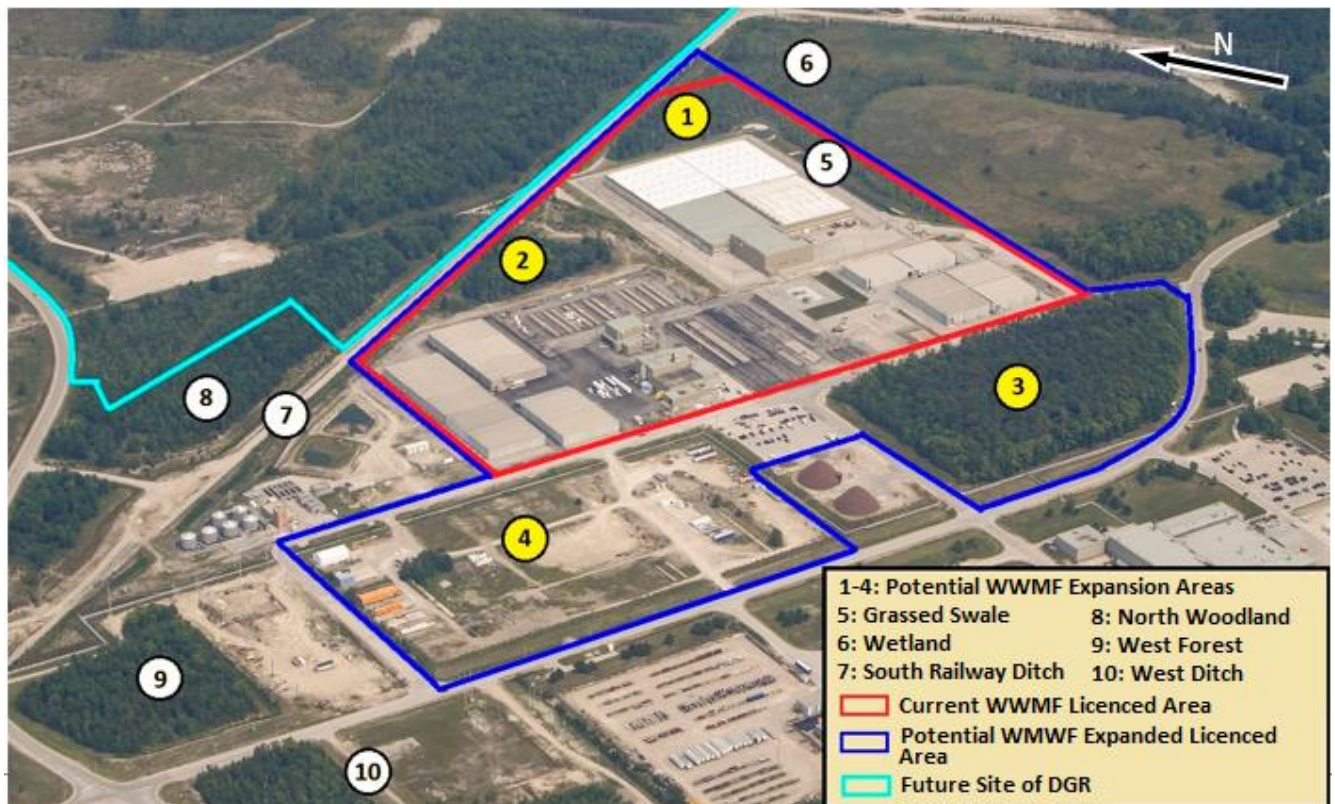 N
6
1
5
2
3
8
7
4
9
10
1-4: Potential WWMF Expansion Areas
5: Grassed Swale 8: North Woodland
6: Wetland 9: West Forest
7: South Railway Ditch 10: West Ditch
Current WWMF Licenced Area
Potential WMWF Expanded Licenced
Area
Future Site of DGR